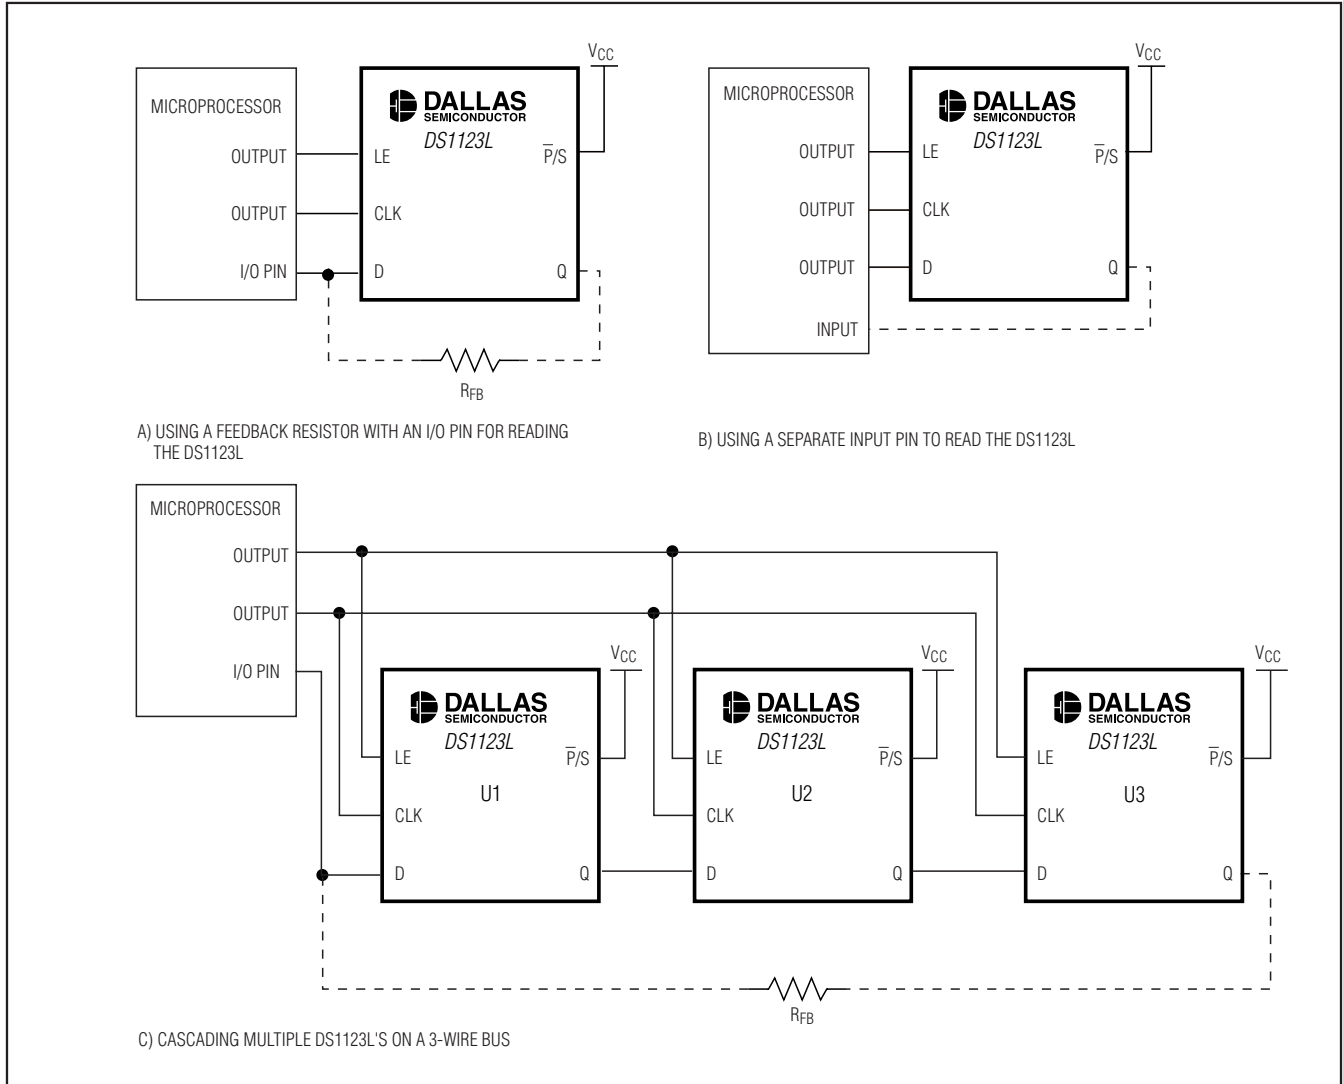 MICROPROCESSOR
OUTPUT
OUTPUT
I/O PIN
DALLAS
SEMICONDUCTOR
DS1123L
LE
CLK
D
P̅/S
Q
VCC
RFB
A) USING A FEEDBACK RESISTOR WITH AN I/O PIN FOR READING
THE DS1123L
MICROPROCESSOR
OUTPUT
OUTPUT
OUTPUT
INPUT
DALLAS
SEMICONDUCTOR
DS1123L
LE
CLK
D
P̅/S
Q
VCC
B) USING A SEPARATE INPUT PIN TO READ THE DS1123L
MICROPROCESSOR
OUTPUT
OUTPUT
I/O PIN
DALLAS
SEMICONDUCTOR
DS1123L
LE
P̅/S
U1
CLK
D
Q
VCC
DALLAS
SEMICONDUCTOR
DS1123L
LE
P̅/S
U2
CLK
D
Q
VCC
DALLAS
SEMICONDUCTOR
DS1123L
LE
P̅/S
U3
CLK
D
Q
VCC
RFB
C) CASCADING MULTIPLE DS1123L'S ON A 3-WIRE BUS